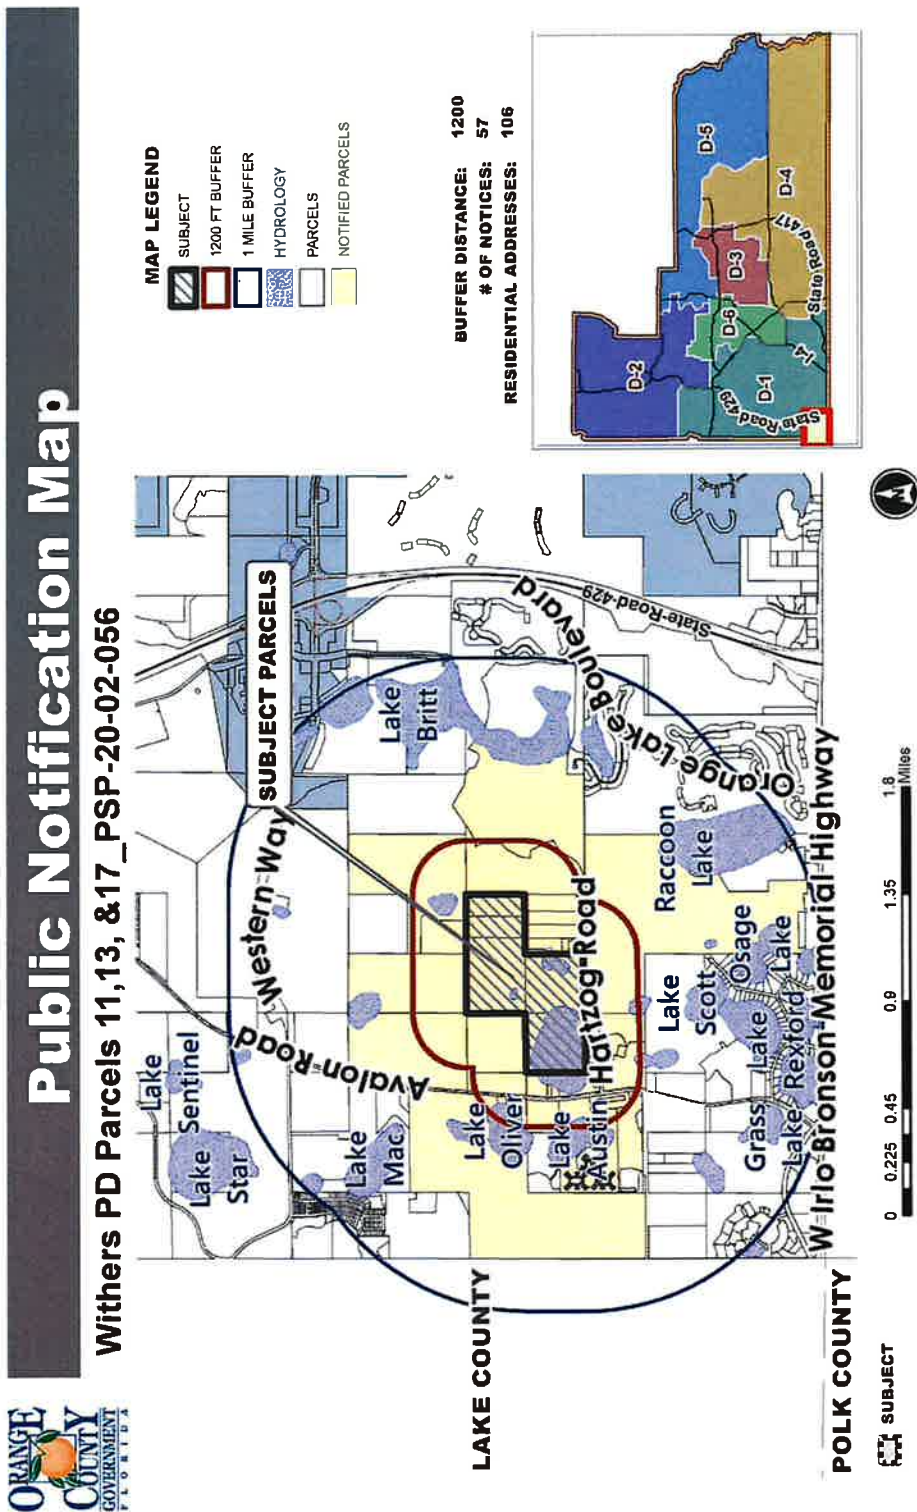 ORANGE
COUNTY
GOVERNMENT
FLORIDA
Public Notification Map
Withers PD Parcels 11,13, &17_PSP-20-02-056
MAP LEGEND
SUBJECT
1200 FT BUFFER
1 MILE BUFFER
HYDROLOGY
PARCELS
NOTIFIED PARCELS
BUFFER DISTANCE: 1200
# OF NOTICES: 57
RESIDENTIAL ADDRESSES: 106
D-2
D-5
D-3
D-6
D-4
D-1
State Road 429
State Road 417
I-4
State
SUBJECT PARCELS
Lake
Sentinel
Lake
Star
Western-Way
Avalon-Road
Lake
Britt
Lake
Mac
Lake
Oliver
Lake
Austin
Hartzog-Road
Orange-Lake-Boulevard
State-Road-429
Raccoon
Lake
Lake
Scott
Osage
Lake
Lake
Rexford
Grass
Lake
W-Irlo-Bronson-Memorial-Highway
LAKE COUNTY
POLK COUNTY
SUBJECT
0 0.225 0.45 0.9 1.35 1.8
Miles
N